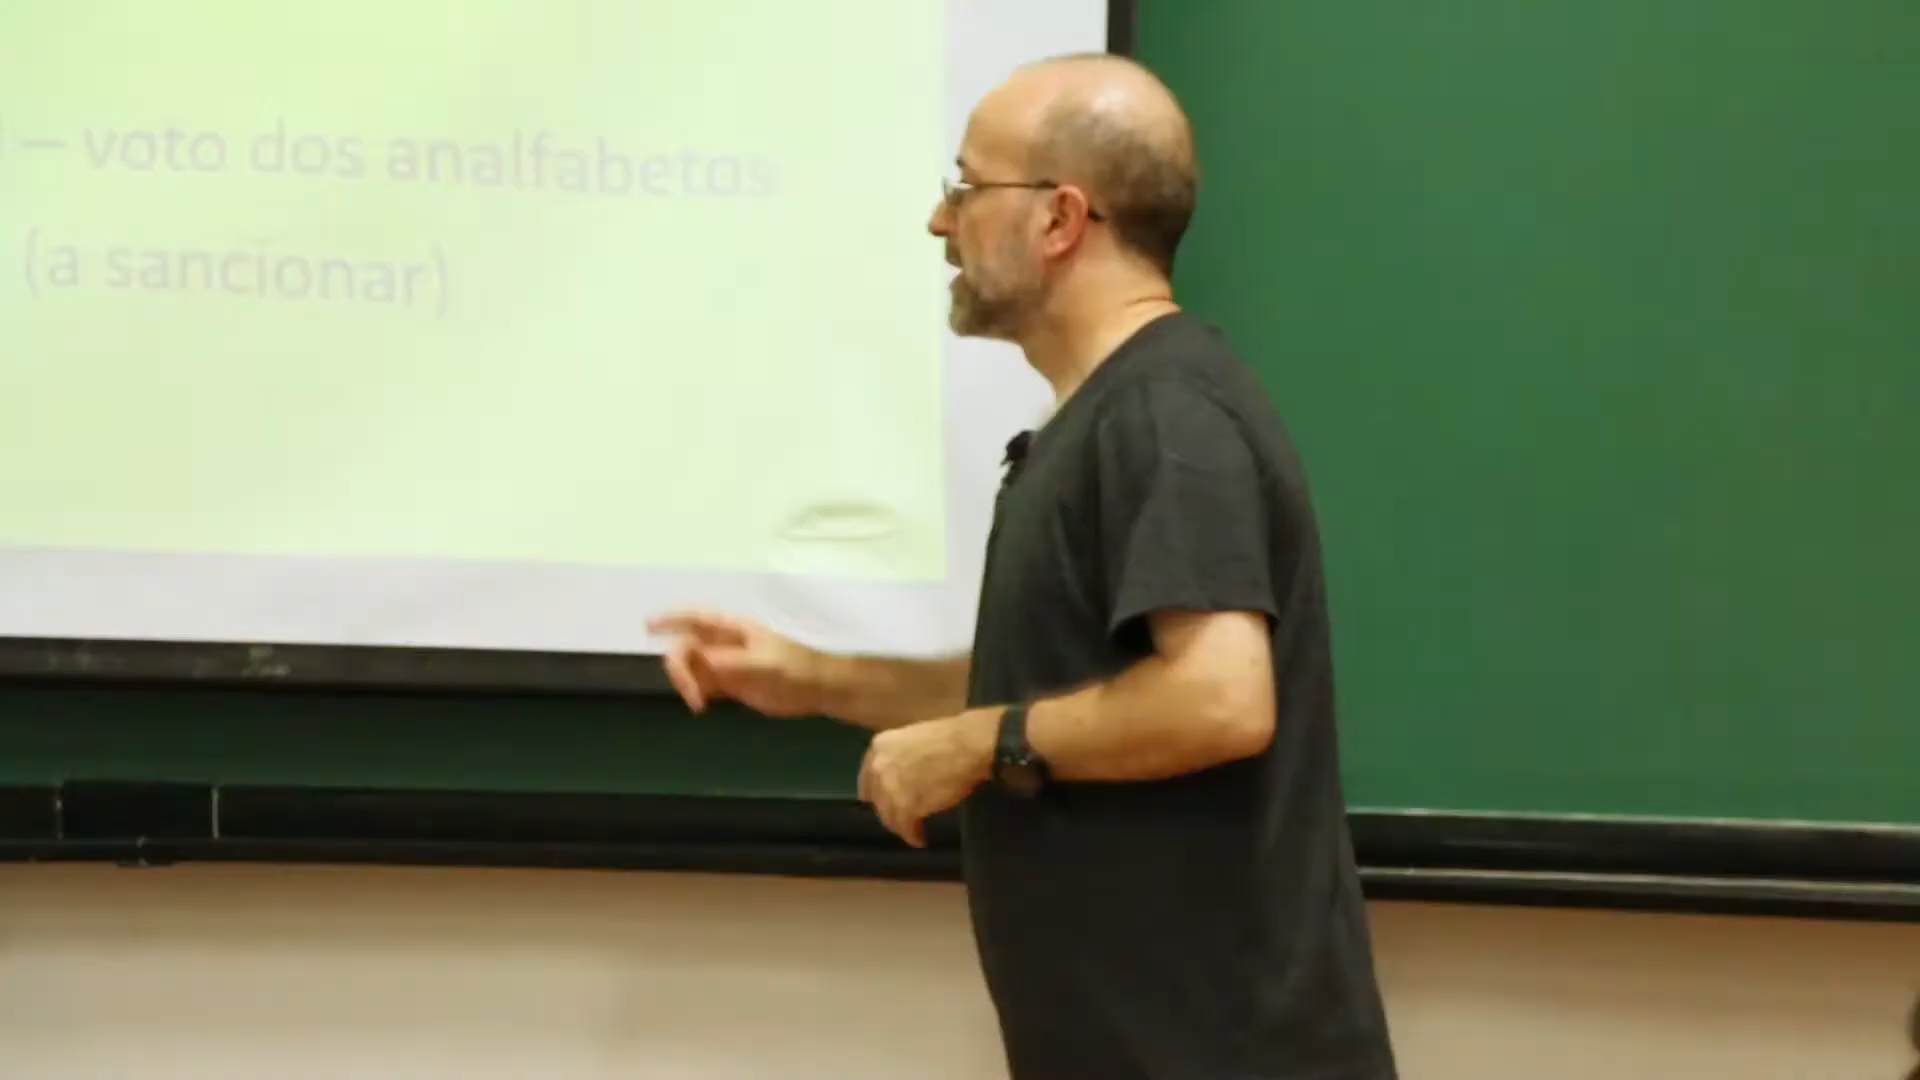 – voto dos analfabetos
(a sancionar)